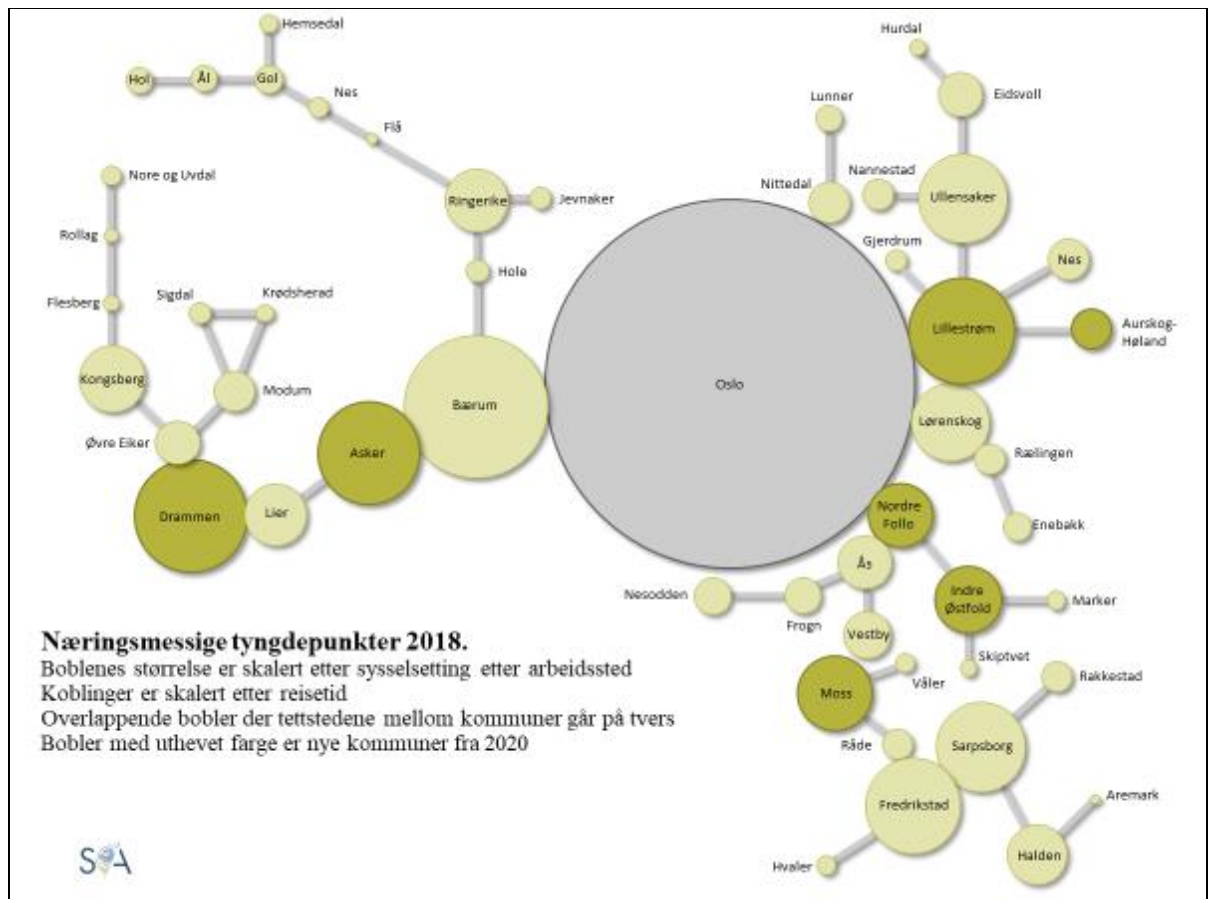 Hemsedal
Hol
Ål
Gol
Nes
Flå
Nore og Uvdal
Ringerike
Jevnaker
Rollag
Hole
Flesberg
Sigdal
Krødsherad
Kongsberg
Modum
Øvre Eiker
Bærum
Asker
Drammen
Lier
Oslo
Hurdal
Eidsvoll
Lunner
Nannestad
Nittedal
Ullensaker
Gjerdrum
Nes
Lillestrøm
Aurskog-
Høland
Lørenskog
Rælingen
Enebakk
Nordre
Follo
Ås
Nesodden
Frogn
Vestby
Indre
Østfold
Marker
Skiptvet
Moss
Våler
Rakkestad
Råde
Sarpsborg
Fredrikstad
Aremark
Halden
Hvaler
Næringsmessige tyngdepunkter 2018.
Boblenes størrelse er skalert etter sysselsetting etter arbeidssted
Koblinger er skalert etter reisetid
Overlappende bobler der tettstedene mellom kommuner går på tvers
Bobler med uthevet farge er nye kommuner fra 2020
SA